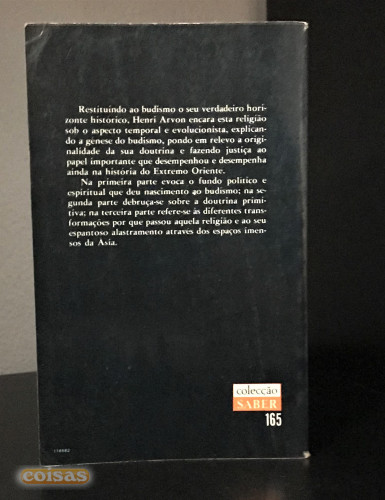 Restituindo ao budismo o seu verdadeiro hori-
zonte histórico, Henri Arvon encara esta religião
sob o aspecto temporal e evolucionista, explican-
do a génese do budismo, pondo em relevo a origi-
nalidade da sua doutrina e fazendo justiça ao
papel importante que desempenhou e desempenha
ainda na história do Extremo Oriente.
Na primeira parte evoca o fundo político e
espiritual que deu nascimento ao budismo; na se-
gunda parte debruça-se sobre a doutrina primi-
tiva; na terceira parte refere-se às diferentes trans-
formações por que passou aquela religião e ao seu
espantoso alastramento através dos espaços imen-
sos da Ásia.
colecção
SABER
165
coisas